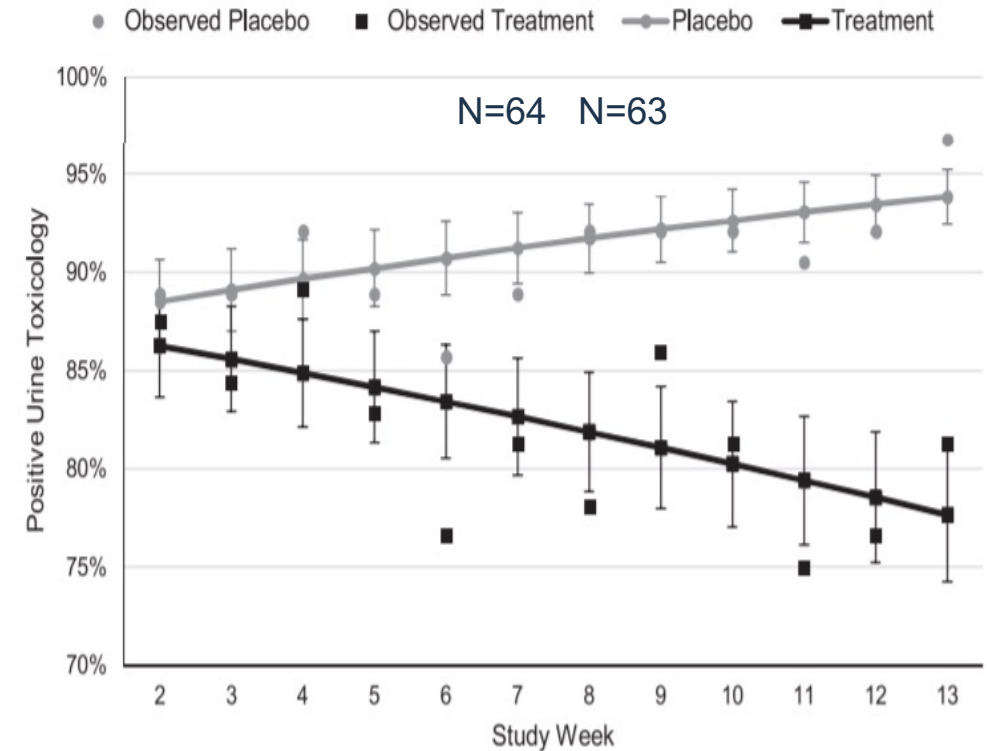 Observed Placebo Observed Treatment Placebo Treatment
100%
N=64 N=63
95%
90%
85%
80%
75%
70%
Positive Urine Toxicology
2 3 4 5 6 7 8 9 10 11 12 13
Study Week